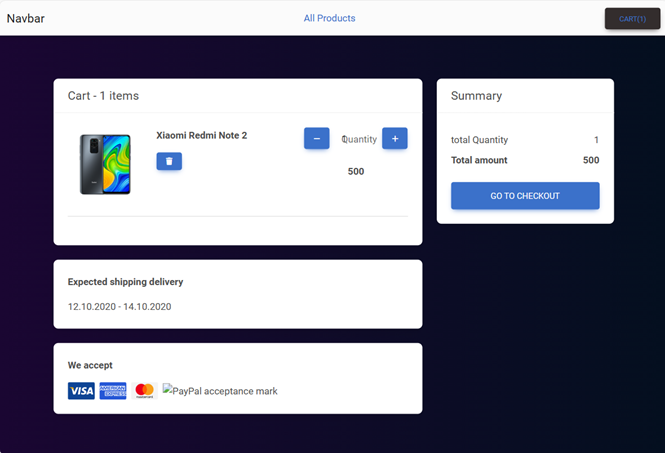 Navbar
All Products
CART(1)
Cart - 1 items
Xiaomi Redmi Note 2
Quantity
500
Summary
total Quantity 1
Total amount 500
GO TO CHECKOUT
Expected shipping delivery
12.10.2020 - 14.10.2020
We accept
VISA
AMERICAN EXPRESS
PayPal acceptance mark